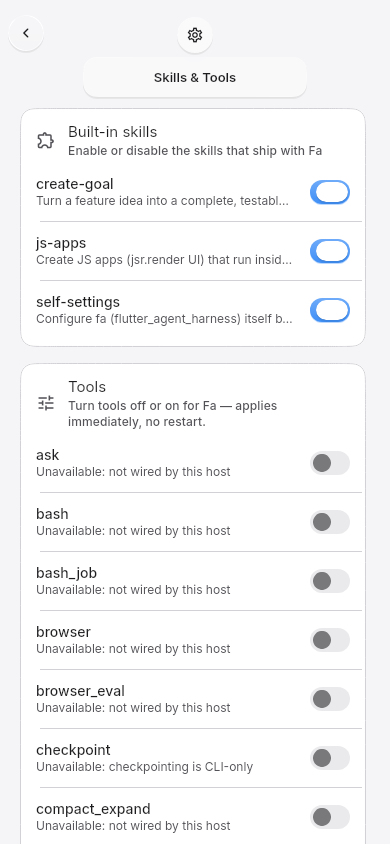 Skills & Tools
Built-in skills
Enable or disable the skills that ship with Fa
create-goal
Turn a feature idea into a complete, testabl...
js-apps
Create JS apps (jsr.render UI) that run insid...
self-settings
Configure fa (flutter_agent_harness) itself b...
Tools
Turn tools off or on for Fa — applies
immediately, no restart.
ask
Unavailable: not wired by this host
bash
Unavailable: not wired by this host
bash_job
Unavailable: not wired by this host
browser
Unavailable: not wired by this host
browser_eval
Unavailable: not wired by this host
checkpoint
Unavailable: checkpointing is CLI-only
compact_expand
Unavailable: not wired by this host